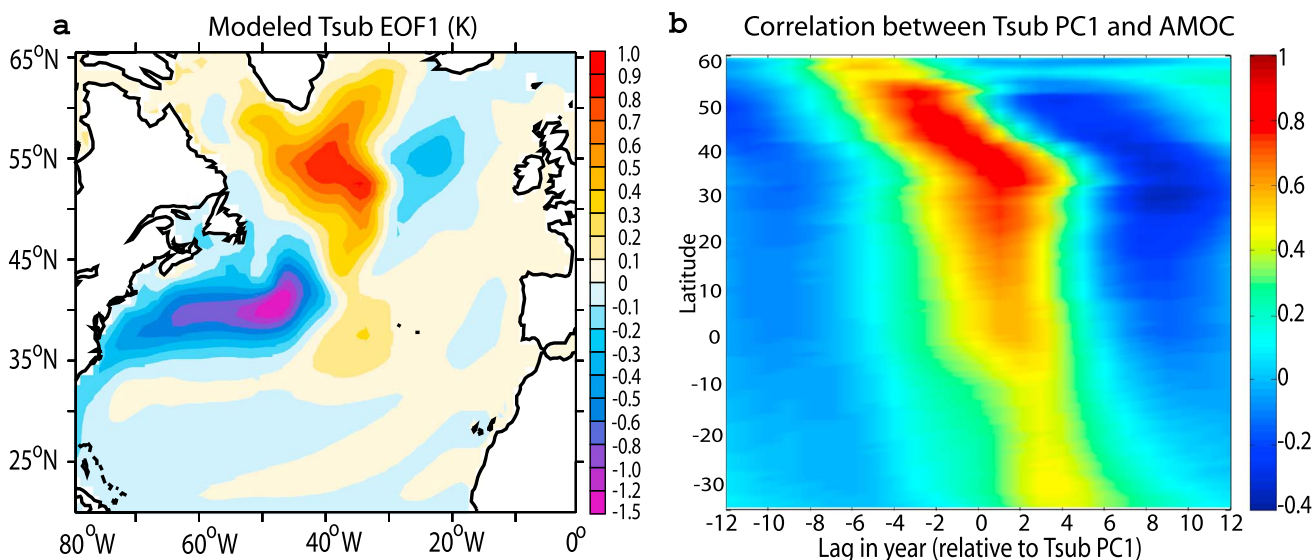 a
Modeled Tsub EOF1 (K)
65°N
55°N
45°N
35°N
25°N
80°W
60°W
40°W
20°W
0°
1.0
0.9
0.8
0.7
0.6
0.5
0.4
0.3
0.2
0.1
0
-0.1
-0.2
-0.3
-0.4
-0.5
-0.6
-0.8
-1.0
-1.2
-1.5
b
Correlation between Tsub PC1 and AMOC
Latitude
60
50
40
30
20
10
0
-10
-20
-30
-12 -10 -8 -6 -4 -2 0 2 4 6 8 10 12
Lag in year (relative to Tsub PC1)
1
0.8
0.6
0.4
0.2
0
-0.2
-0.4